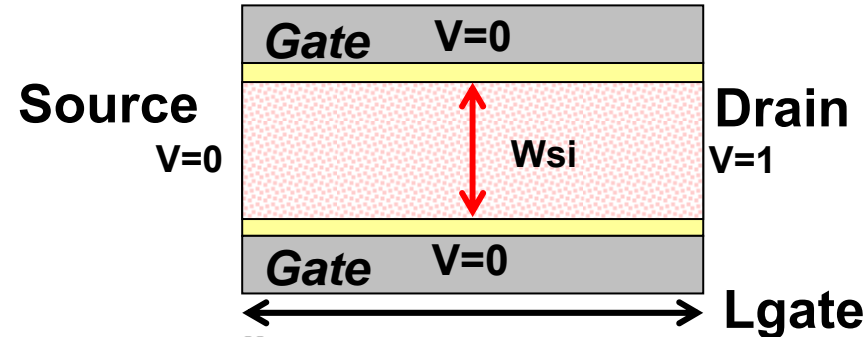 Gate V=0
Source
V=0
Wsi
Drain
V=1
Gate V=0
Lgate